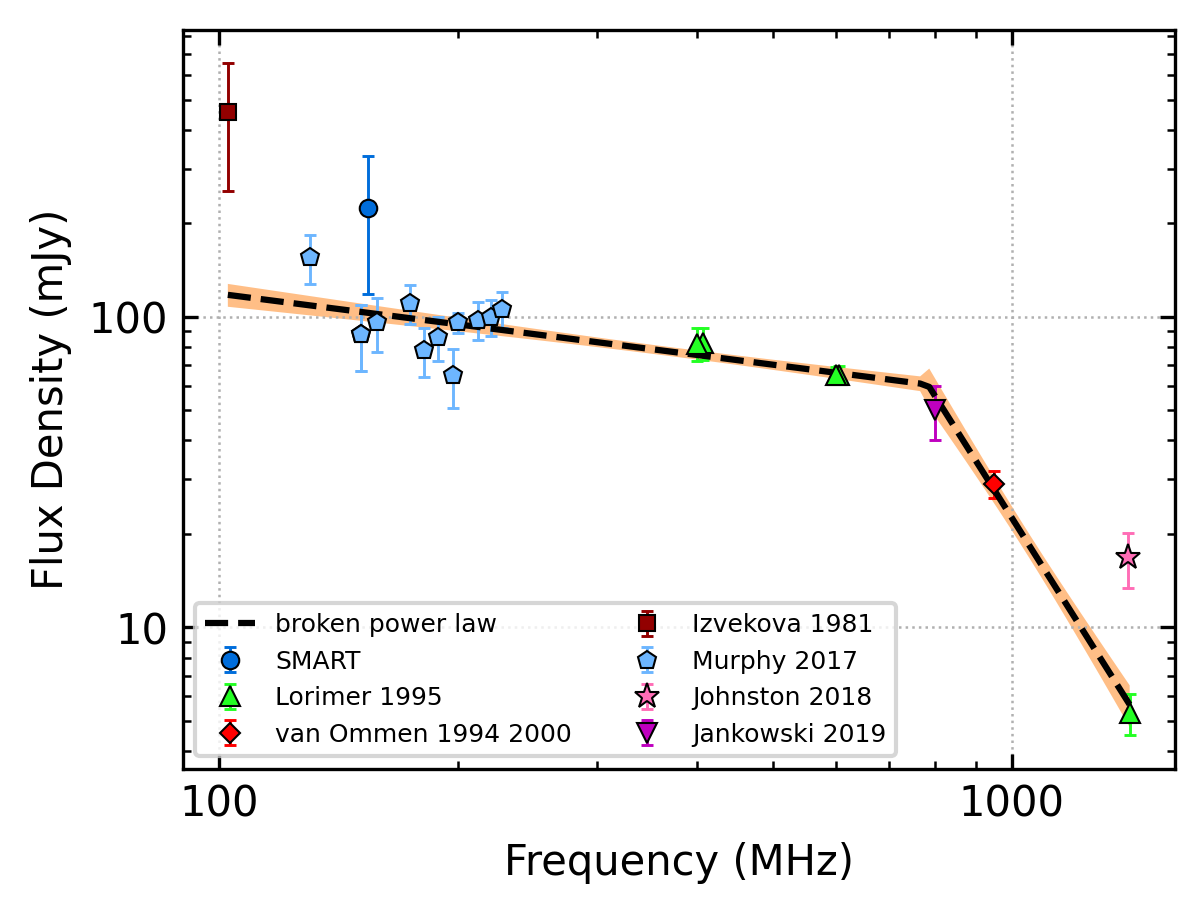 Flux Density (mJy)
100
10
broken power law
SMART
Lorimer 1995
van Ommen 1994 2000
Izvekova 1981
Murphy 2017
Johnston 2018
Jankowski 2019
100
1000
Frequency (MHz)